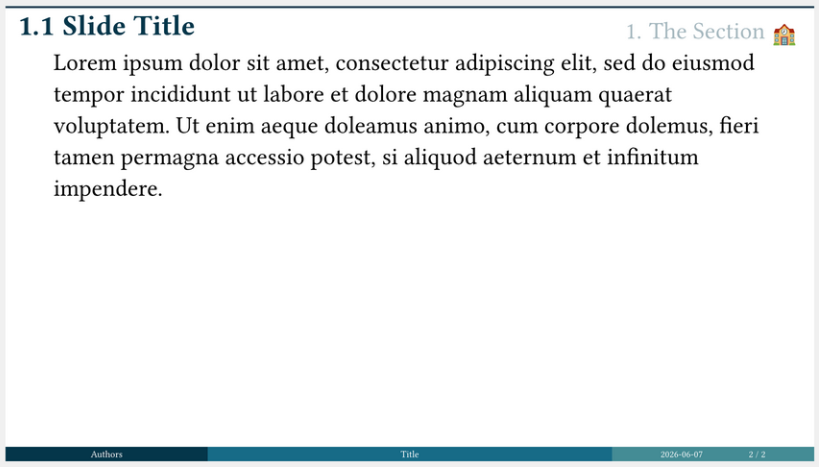 1.1 Slide Title
1. The Section 🏫
Lorem ipsum dolor sit amet, consectetur adipiscing elit, sed do eiusmod
tempor incididunt ut labore et dolore magnam aliquam quaerat
voluptatem. Ut enim aeque doleamus animo, cum corpore dolemus, fieri
tamen permagna accessio potest, si aliquod aeternum et infinitum
impendere.
Authors
Title
2026-06-07
2 / 2